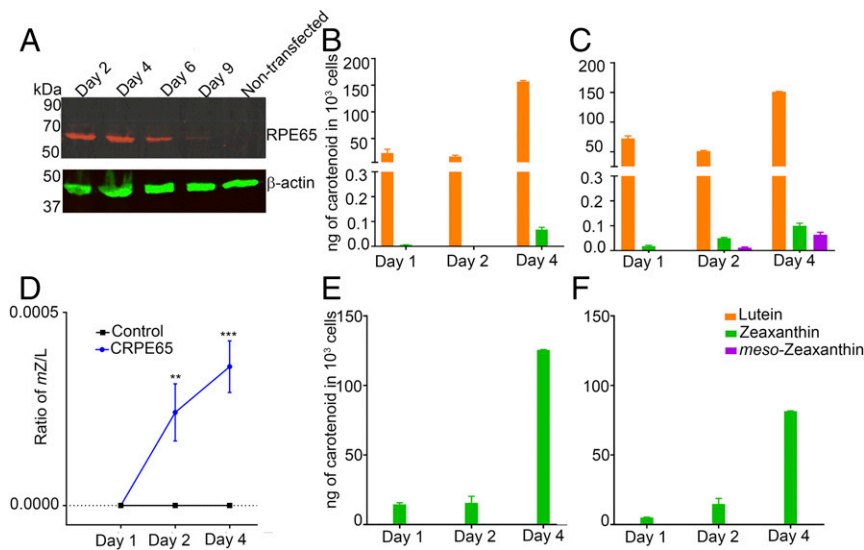 A
Day 2
Day 4
Day 6
Day 9
Non-transfected
kDa
90
70
50
RPE65
50
37
β-actin
B
ng of carotenoid in 10³ cells
200
150
100
50
0.3
0.2
0.1
0.0
Day 1 Day 2 Day 4
C
200
150
100
50
0.3
0.2
0.1
0.0
Day 1 Day 2 Day 4
D
Ratio of mZ/L
0.0005
0.0000
Control
CRPE65
**
***
Day 1 Day 2 Day 4
E
ng of carotenoid in 10³ cells
150
100
50
0
Day 1 Day 2 Day 4
F
150
100
50
0
Lutein
Zeaxanthin
meso-Zeaxanthin
Day 1 Day 2 Day 4